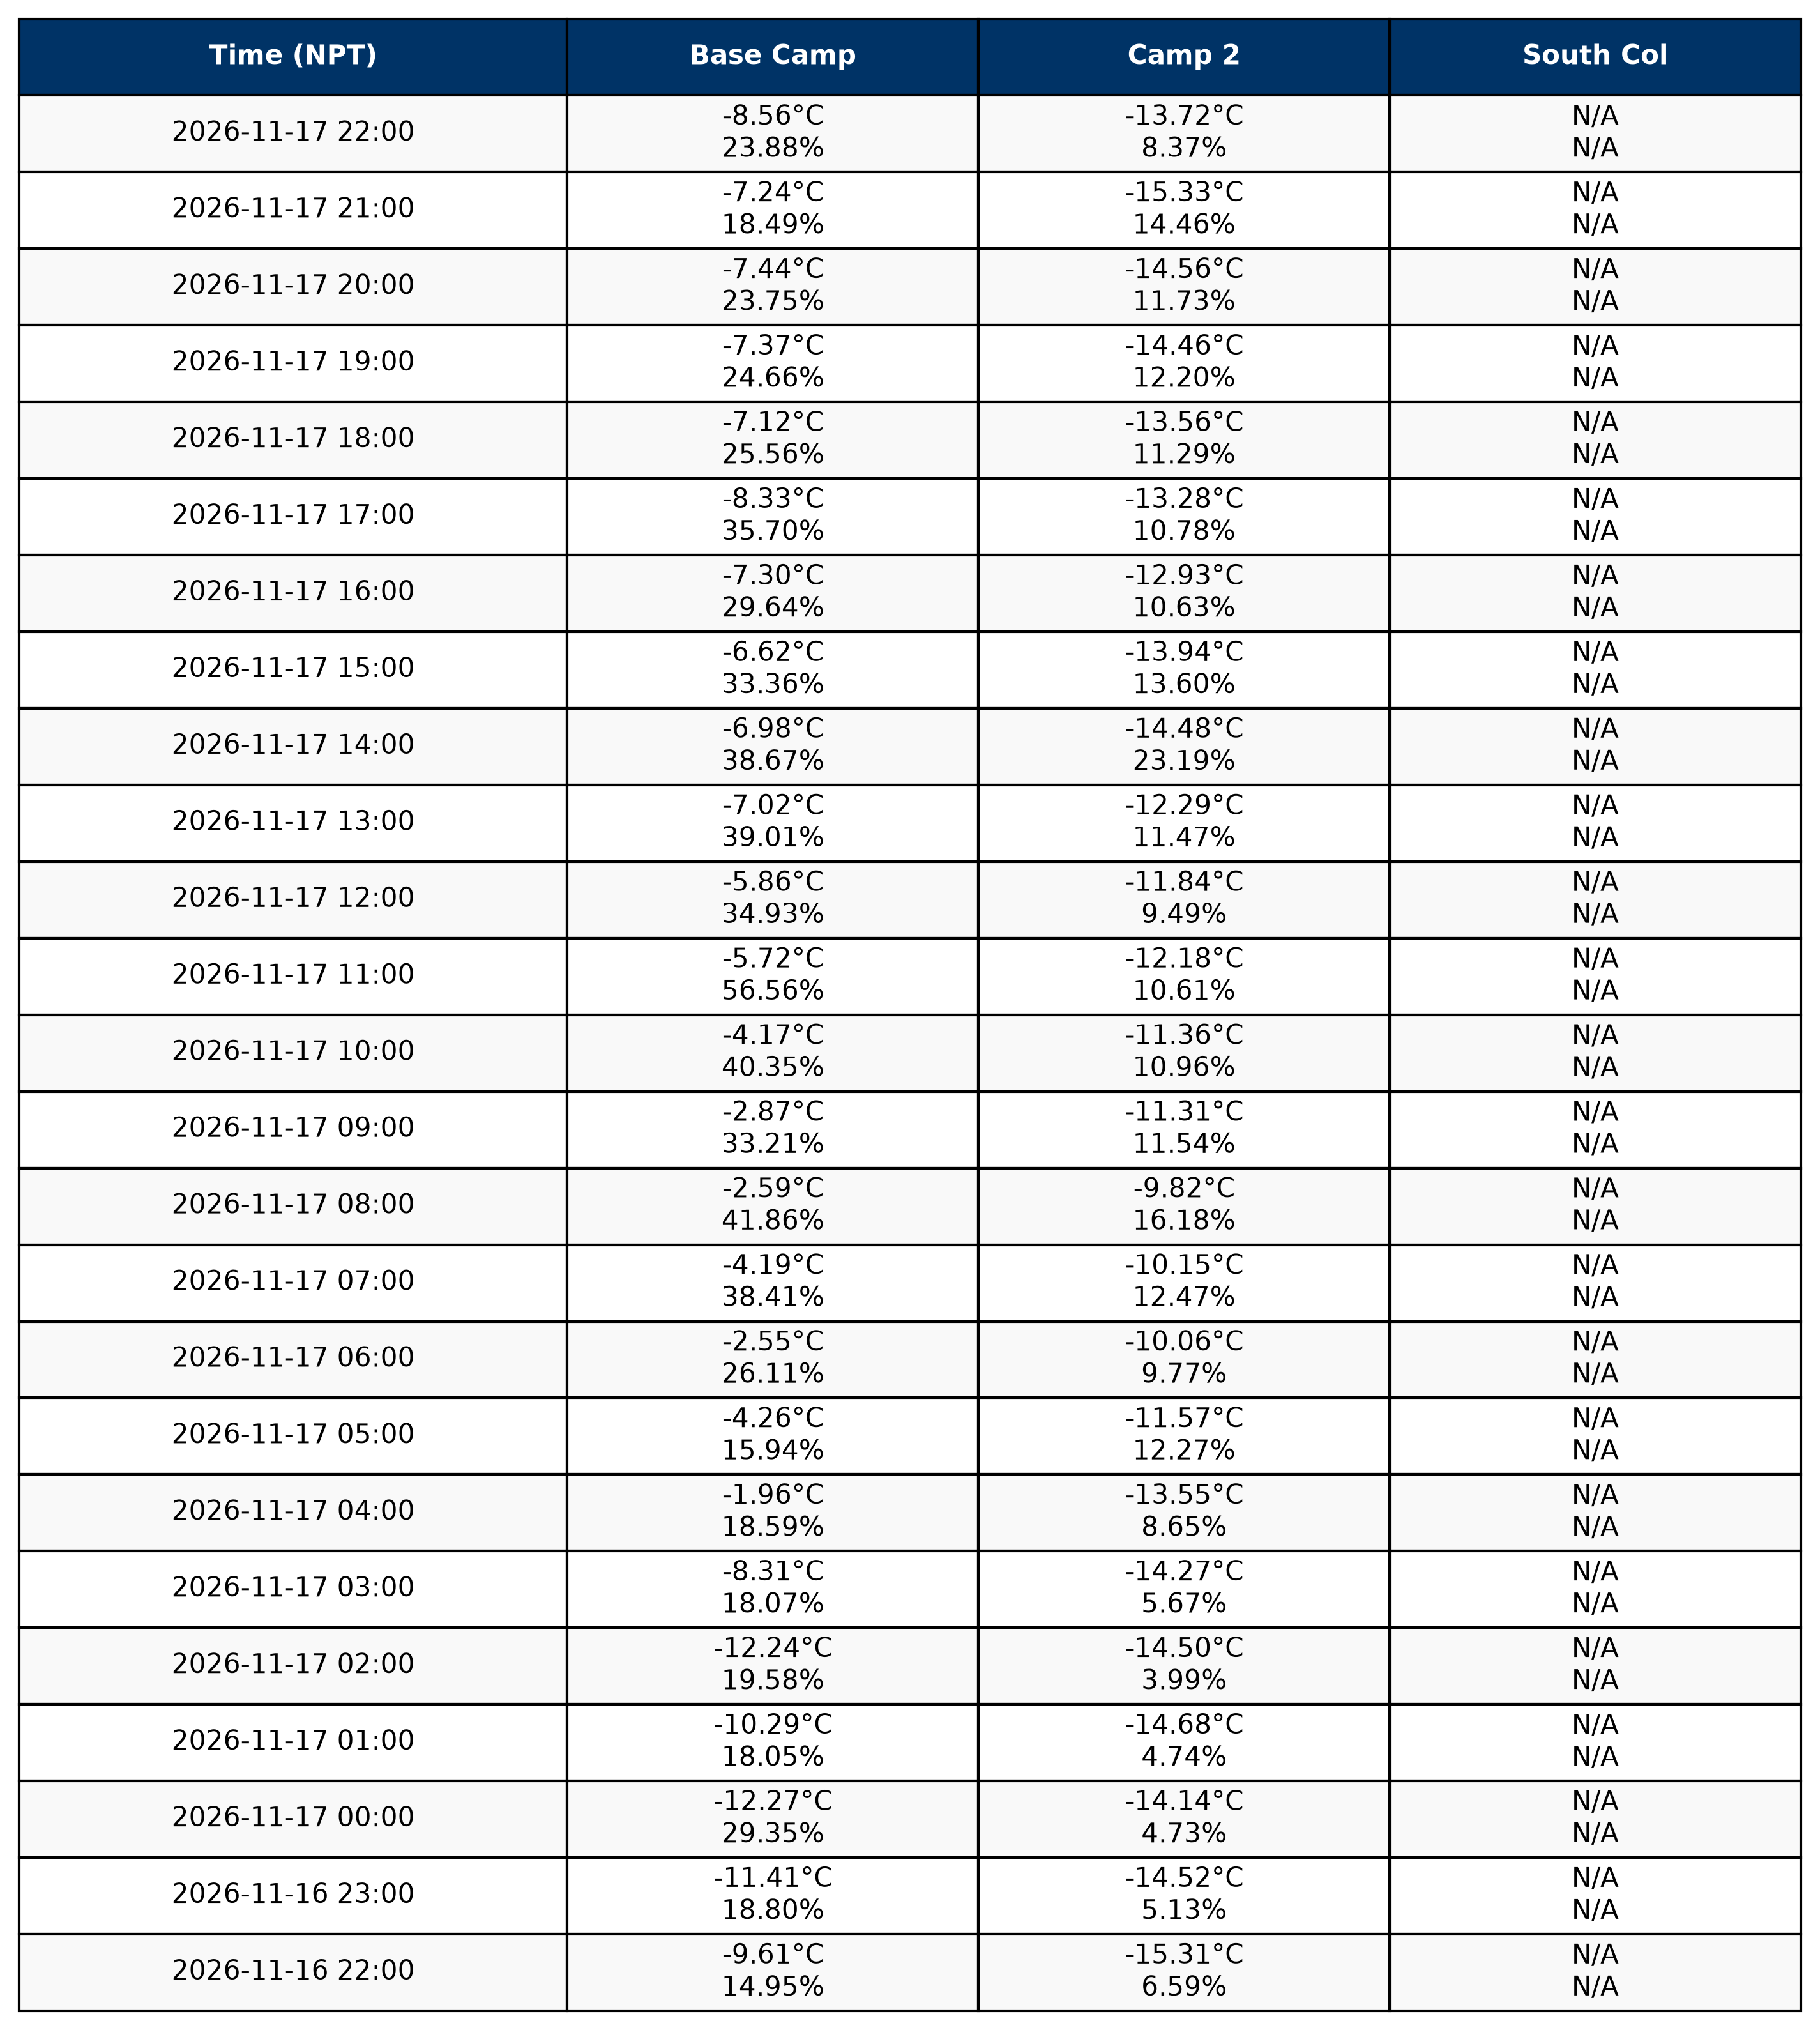 Time (NPT) Base Camp Camp 2 South Col
-8.56°C -13.72°C N/A
2026-11-17 22:00
23.88% 8.37% N/A
-7.24°C -15.33°C N/A
2026-11-17 21:00
18.49% 14.46% N/A
-7.44°C -14.56°C N/A
2026-11-17 20:00
23.75% 11.73% N/A
-7.37°C -14.46°C N/A
2026-11-17 19:00
24.66% 12.20% N/A
-7.12°C -13.56°C N/A
2026-11-17 18:00
25.56% 11.29% N/A
-8.33°C -13.28°C N/A
2026-11-17 17:00
35.70% 10.78% N/A
-7.30°C -12.93°C N/A
2026-11-17 16:00
29.64% 10.63% N/A
-6.62°C -13.94°C N/A
2026-11-17 15:00
33.36% 13.60% N/A
-6.98°C -14.48°C N/A
2026-11-17 14:00
38.67% 23.19% N/A
-7.02°C -12.29°C N/A
2026-11-17 13:00
39.01% 11.47% N/A
-5.86°C -11.84°C N/A
2026-11-17 12:00
34.93% 9.49% N/A
-5.72°C -12.18°C N/A
2026-11-17 11:00
56.56% 10.61% N/A
-4.17°C -11.36°C N/A
2026-11-17 10:00
40.35% 10.96% N/A
-2.87°C -11.31°C N/A
2026-11-17 09:00
33.21% 11.54% N/A
-2.59°C -9.82°C N/A
2026-11-17 08:00
41.86% 16.18% N/A
-4.19°C -10.15°C N/A
2026-11-17 07:00
38.41% 12.47% N/A
-2.55°C -10.06°C N/A
2026-11-17 06:00
26.11% 9.77% N/A
-4.26°C -11.57°C N/A
2026-11-17 05:00
15.94% 12.27% N/A
-1.96°C -13.55°C N/A
2026-11-17 04:00
18.59% 8.65% N/A
-8.31°C -14.27°C N/A
2026-11-17 03:00
18.07% 5.67% N/A
-12.24°C -14.50°C N/A
2026-11-17 02:00
19.58% 3.99% N/A
-10.29°C -14.68°C N/A
2026-11-17 01:00
18.05% 4.74% N/A
-12.27°C -14.14°C N/A
2026-11-17 00:00
29.35% 4.73% N/A
-11.41°C -14.52°C N/A
2026-11-16 23:00
18.80% 5.13% N/A
-9.61°C -15.31°C N/A
2026-11-16 22:00
14.95% 6.59% N/A